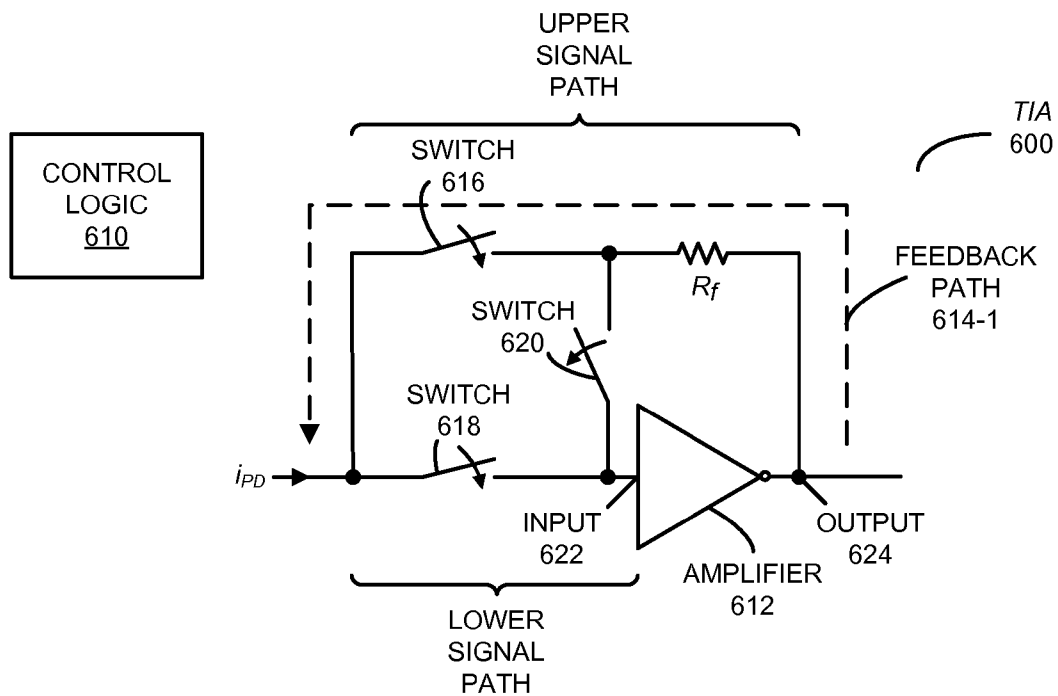 UPPER
SIGNAL
PATH
TIA
600
CONTROL
LOGIC
610
SWITCH
616
FEEDBACK
PATH
614-1
Rf
SWITCH
620
SWITCH
618
iPD
INPUT
622
OUTPUT
624
AMPLIFIER
612
LOWER
SIGNAL
PATH